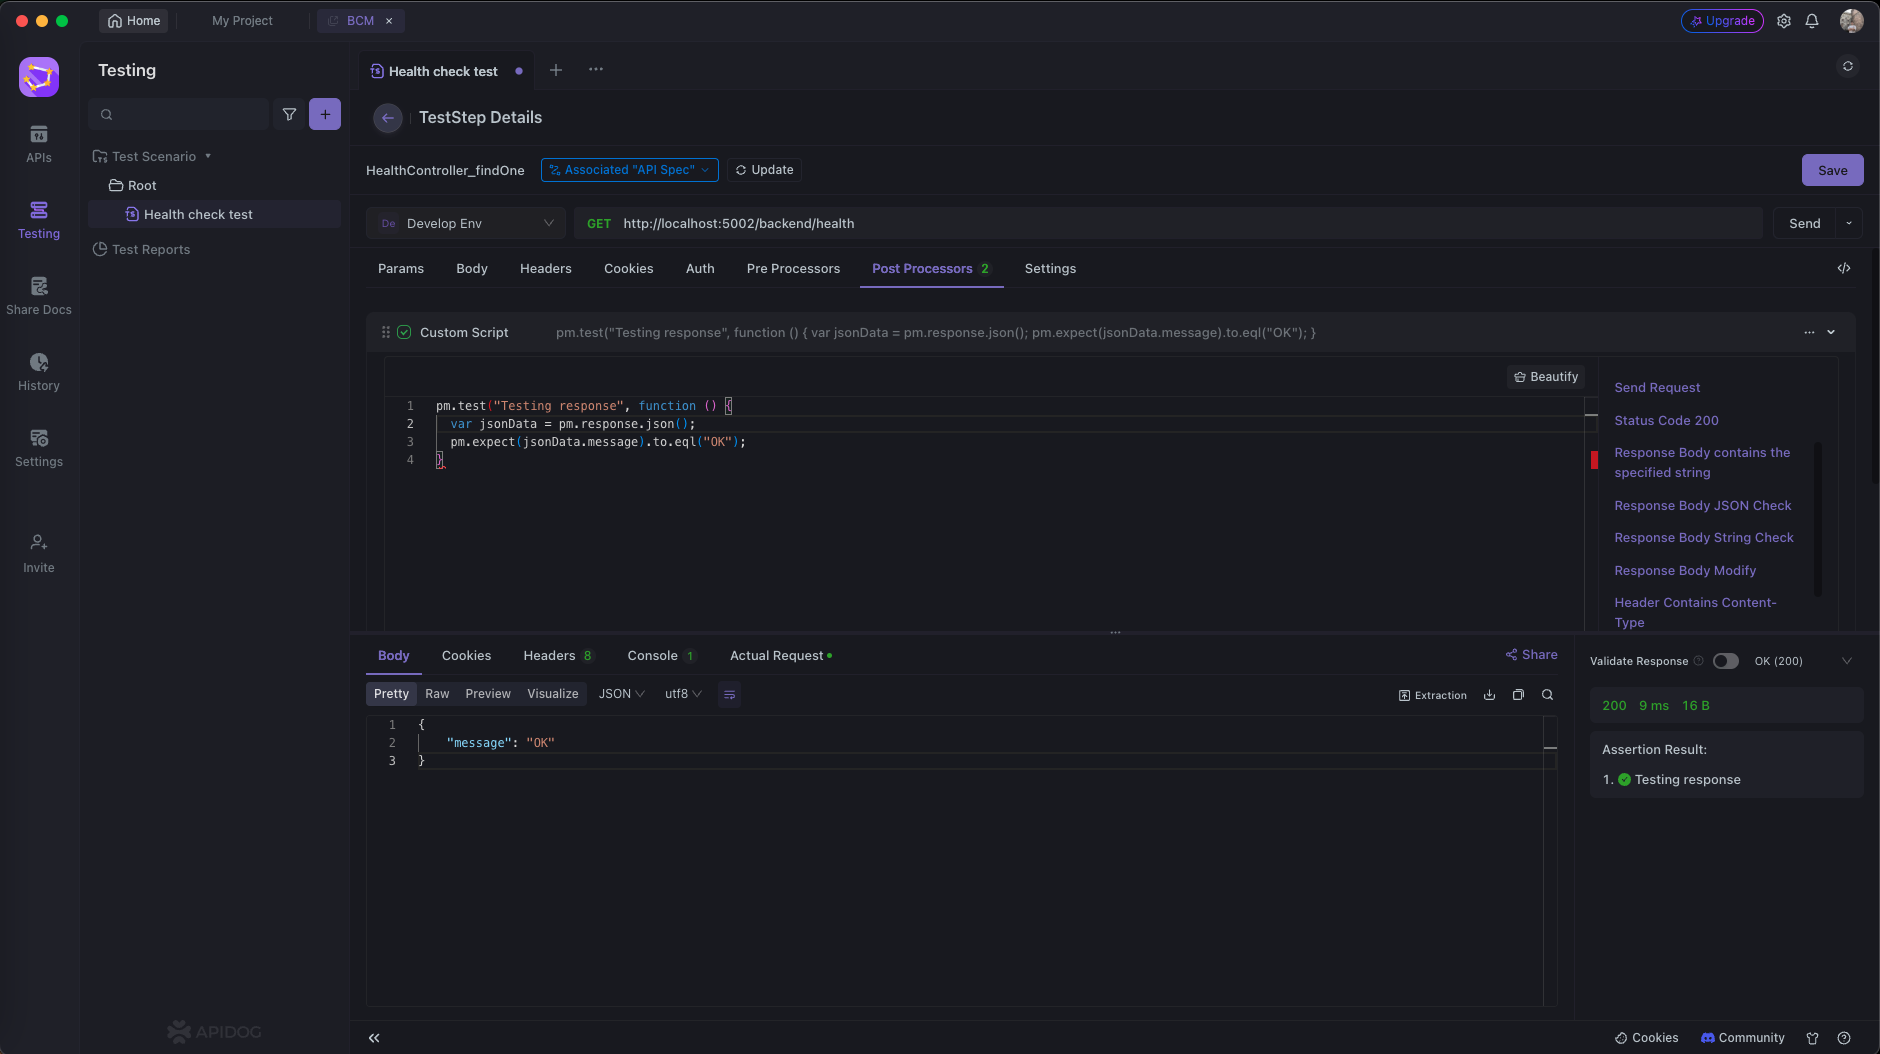 Home
My Project
BCM
Upgrade
Testing
Health check test
TestStep Details
APIs
Testing
Share Docs
History
Settings
Invite
Test Scenario
Root
Health check test
Test Reports
HealthController_findOne
Associated "API Spec"
Update
Save
De Develop Env
GET http://localhost:5002/backend/health
Send
Params
Body
Headers
Cookies
Auth
Pre Processors
Post Processors 2
Settings
Custom Script
pm.test("Testing response", function () { var jsonData = pm.response.json(); pm.expect(jsonData.message).to.eql("OK"); }
Beautify
1 pm.test("Testing response", function () {
2 var jsonData = pm.response.json();
3 pm.expect(jsonData.message).to.eql("OK");
4 }
Send Request
Status Code 200
Response Body contains the
specified string
Response Body JSON Check
Response Body String Check
Response Body Modify
Header Contains Content-
Type
Body
Cookies
Headers 8
Console 1
Actual Request
Share
Pretty
Raw
Preview
Visualize
JSON
utf8
Extraction
1 {
2 "message": "OK"
3 }
Validate Response
OK (200)
200 9 ms 16 B
Assertion Result:
1. Testing response
APIDOG
Cookies
Community